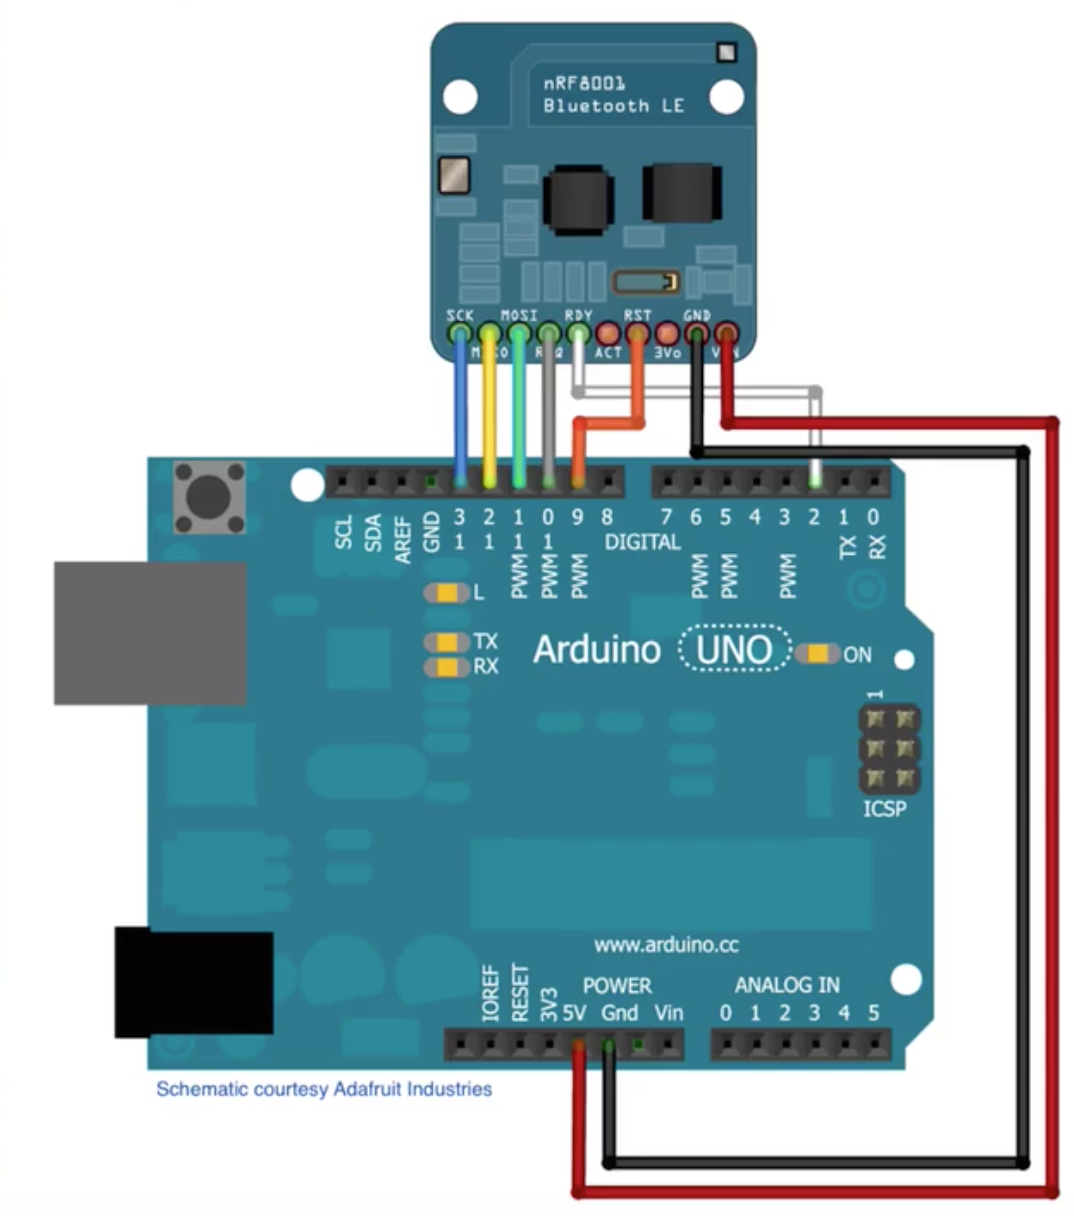 nRF8001
Bluetooth LE
SCK MOSI RDY RST GND
ACT 3Vo
SCL SDA AREF GND 13 12 11 10 9 8 7 6 5 4 3 2 1 0
PWM PWM PWM PWM PWM PWM TX RX
DIGITAL
L
TX
RX
Arduino UNO
ON
1
ICSP
www.arduino.cc
POWER ANALOG IN
IOREF RESET 3V3 5V Gnd Vin 0 1 2 3 4 5
Schematic courtesy Adafruit Industries